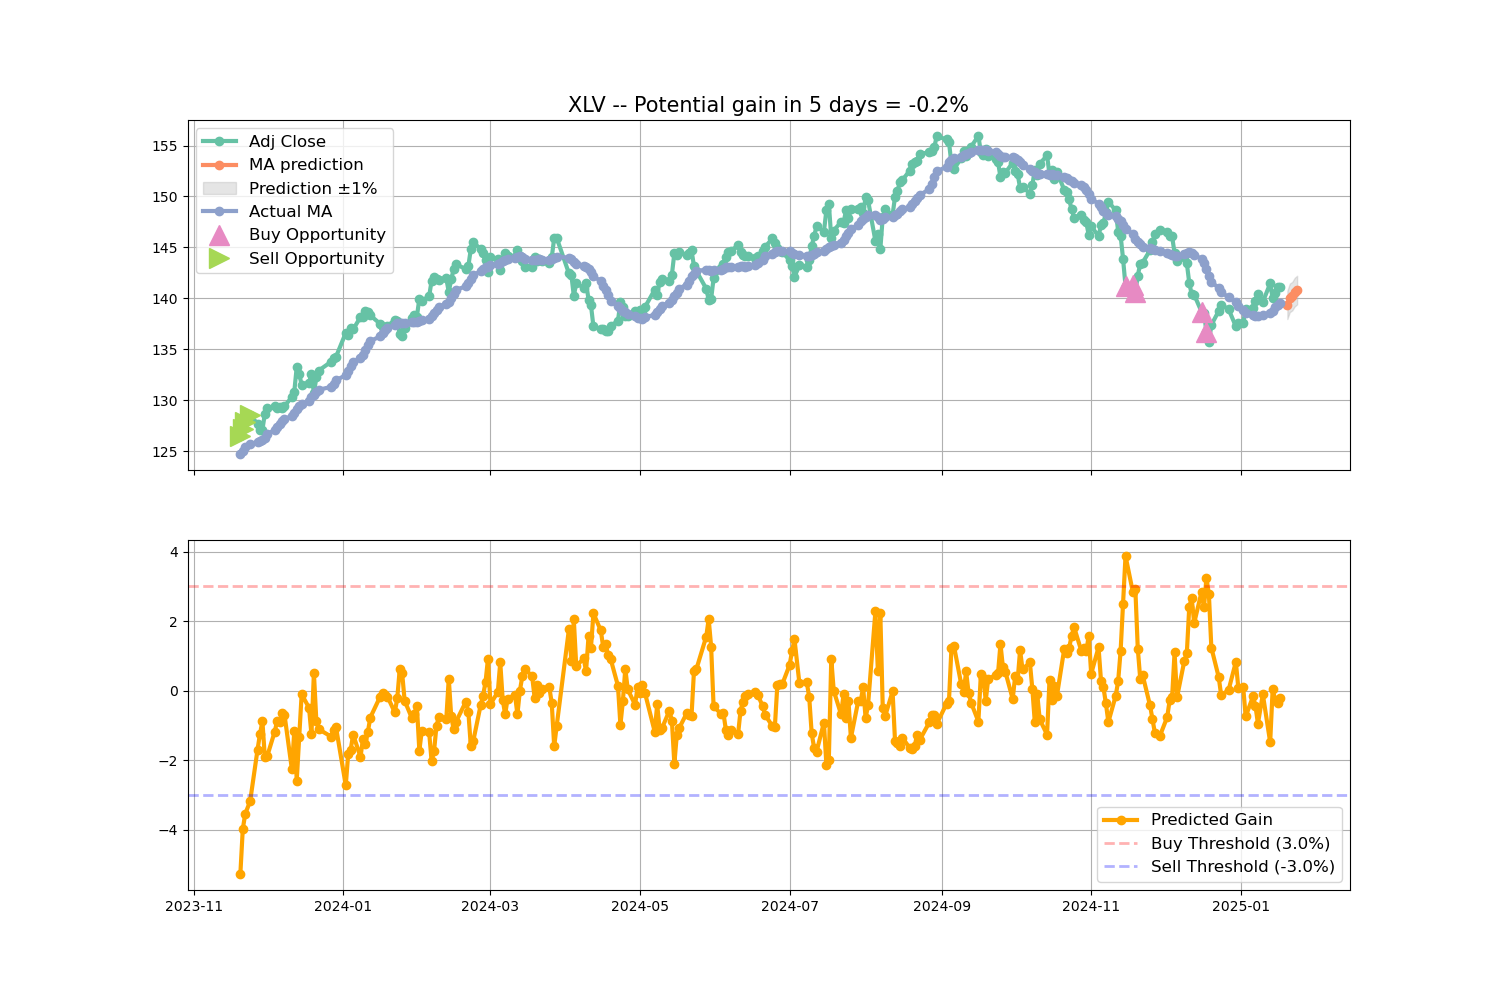 XLV -- Potential gain in 5 days = -0.2%
Adj Close
MA prediction
Prediction ±1%
Actual MA
Buy Opportunity
Sell Opportunity
155
150
145
140
135
130
125
4
2
0
−2
−4
Predicted Gain
Buy Threshold (3.0%)
Sell Threshold (-3.0%)
2023-11 2024-01 2024-03 2024-05 2024-07 2024-09 2024-11 2025-01